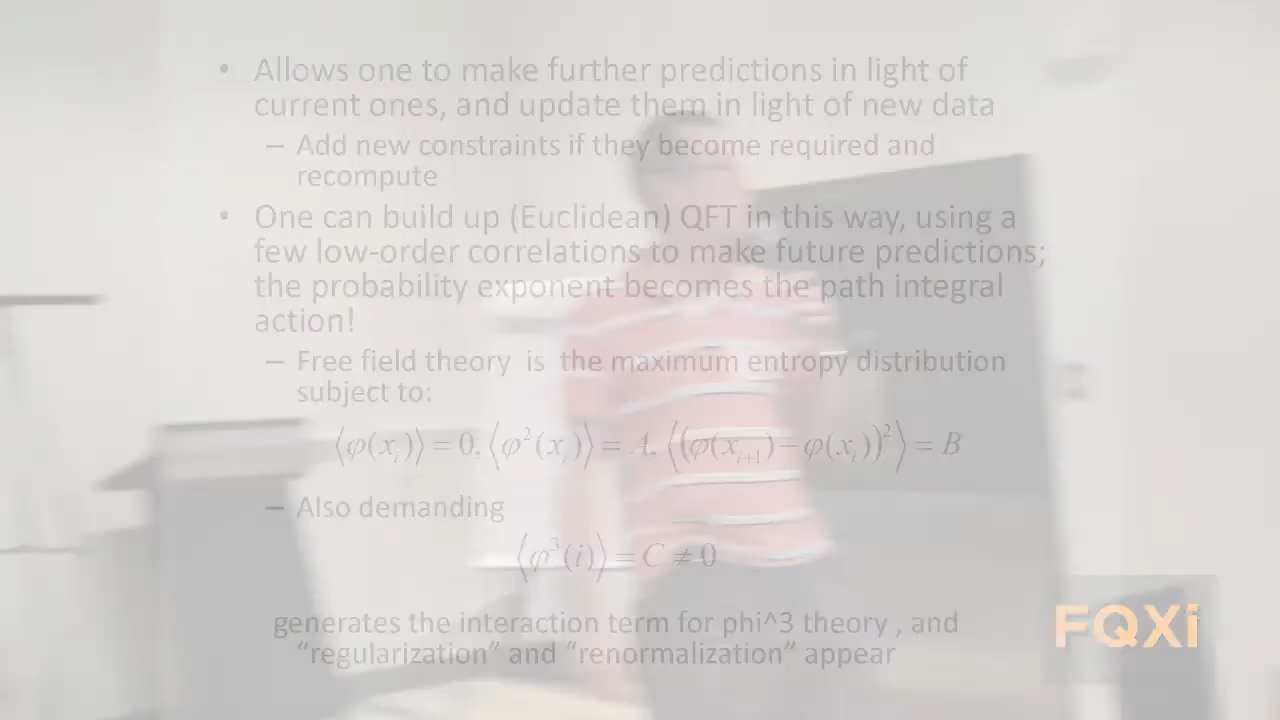 • Allows one to make further predictions in light of
current ones, and update them in light of new data
– Add new constraints if they become required and
recompute
• One can build up (Euclidean) QFT in this way, using a
few low-order correlations to make future predictions;
the probability exponent becomes the path integral
action!
– Free field theory is the maximum entropy distribution
subject to:
⟨φ(xᵢ)⟩ = 0, ⟨φ²(xᵢ)⟩ = A, ⟨(φ(xᵢ₊₁) − φ(xᵢ))²⟩ = B
– Also demanding
⟨φ³(i)⟩ = C ≠ 0
generates the interaction term for phi^3 theory , and
“regularization” and “renormalization” appear
FQXi